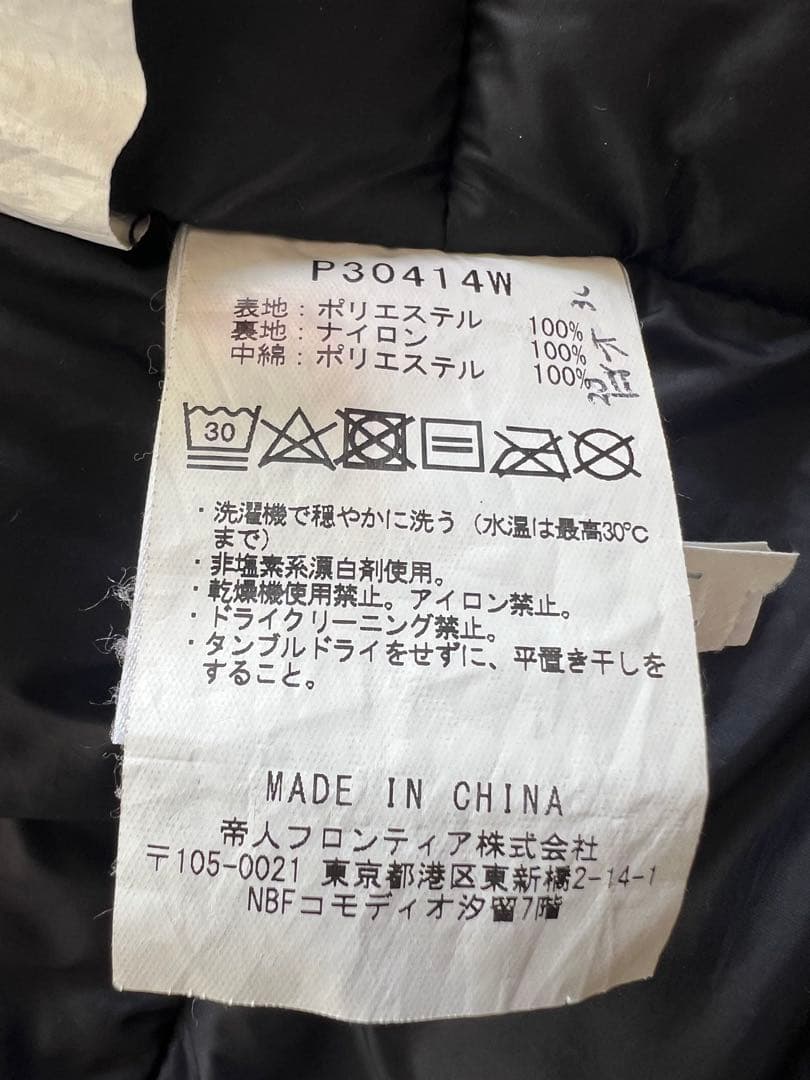 P30414W
表地：ポリエステル 100%
裏地：ナイロン 100%
中綿：ポリエステル 100%
30
・洗濯機で穏やかに洗う（水温は最高30℃
まで）
・非塩素系漂白剤使用。
・乾燥機使用禁止。アイロン禁止。
・ドライクリーニング禁止。
・タンブルドライをせずに、平置き干しを
すること。
MADE IN CHINA
帝人フロンティア株式会社
〒105-0021 東京都港区東新橋2-14-1
NBFコモディオ汐留7階